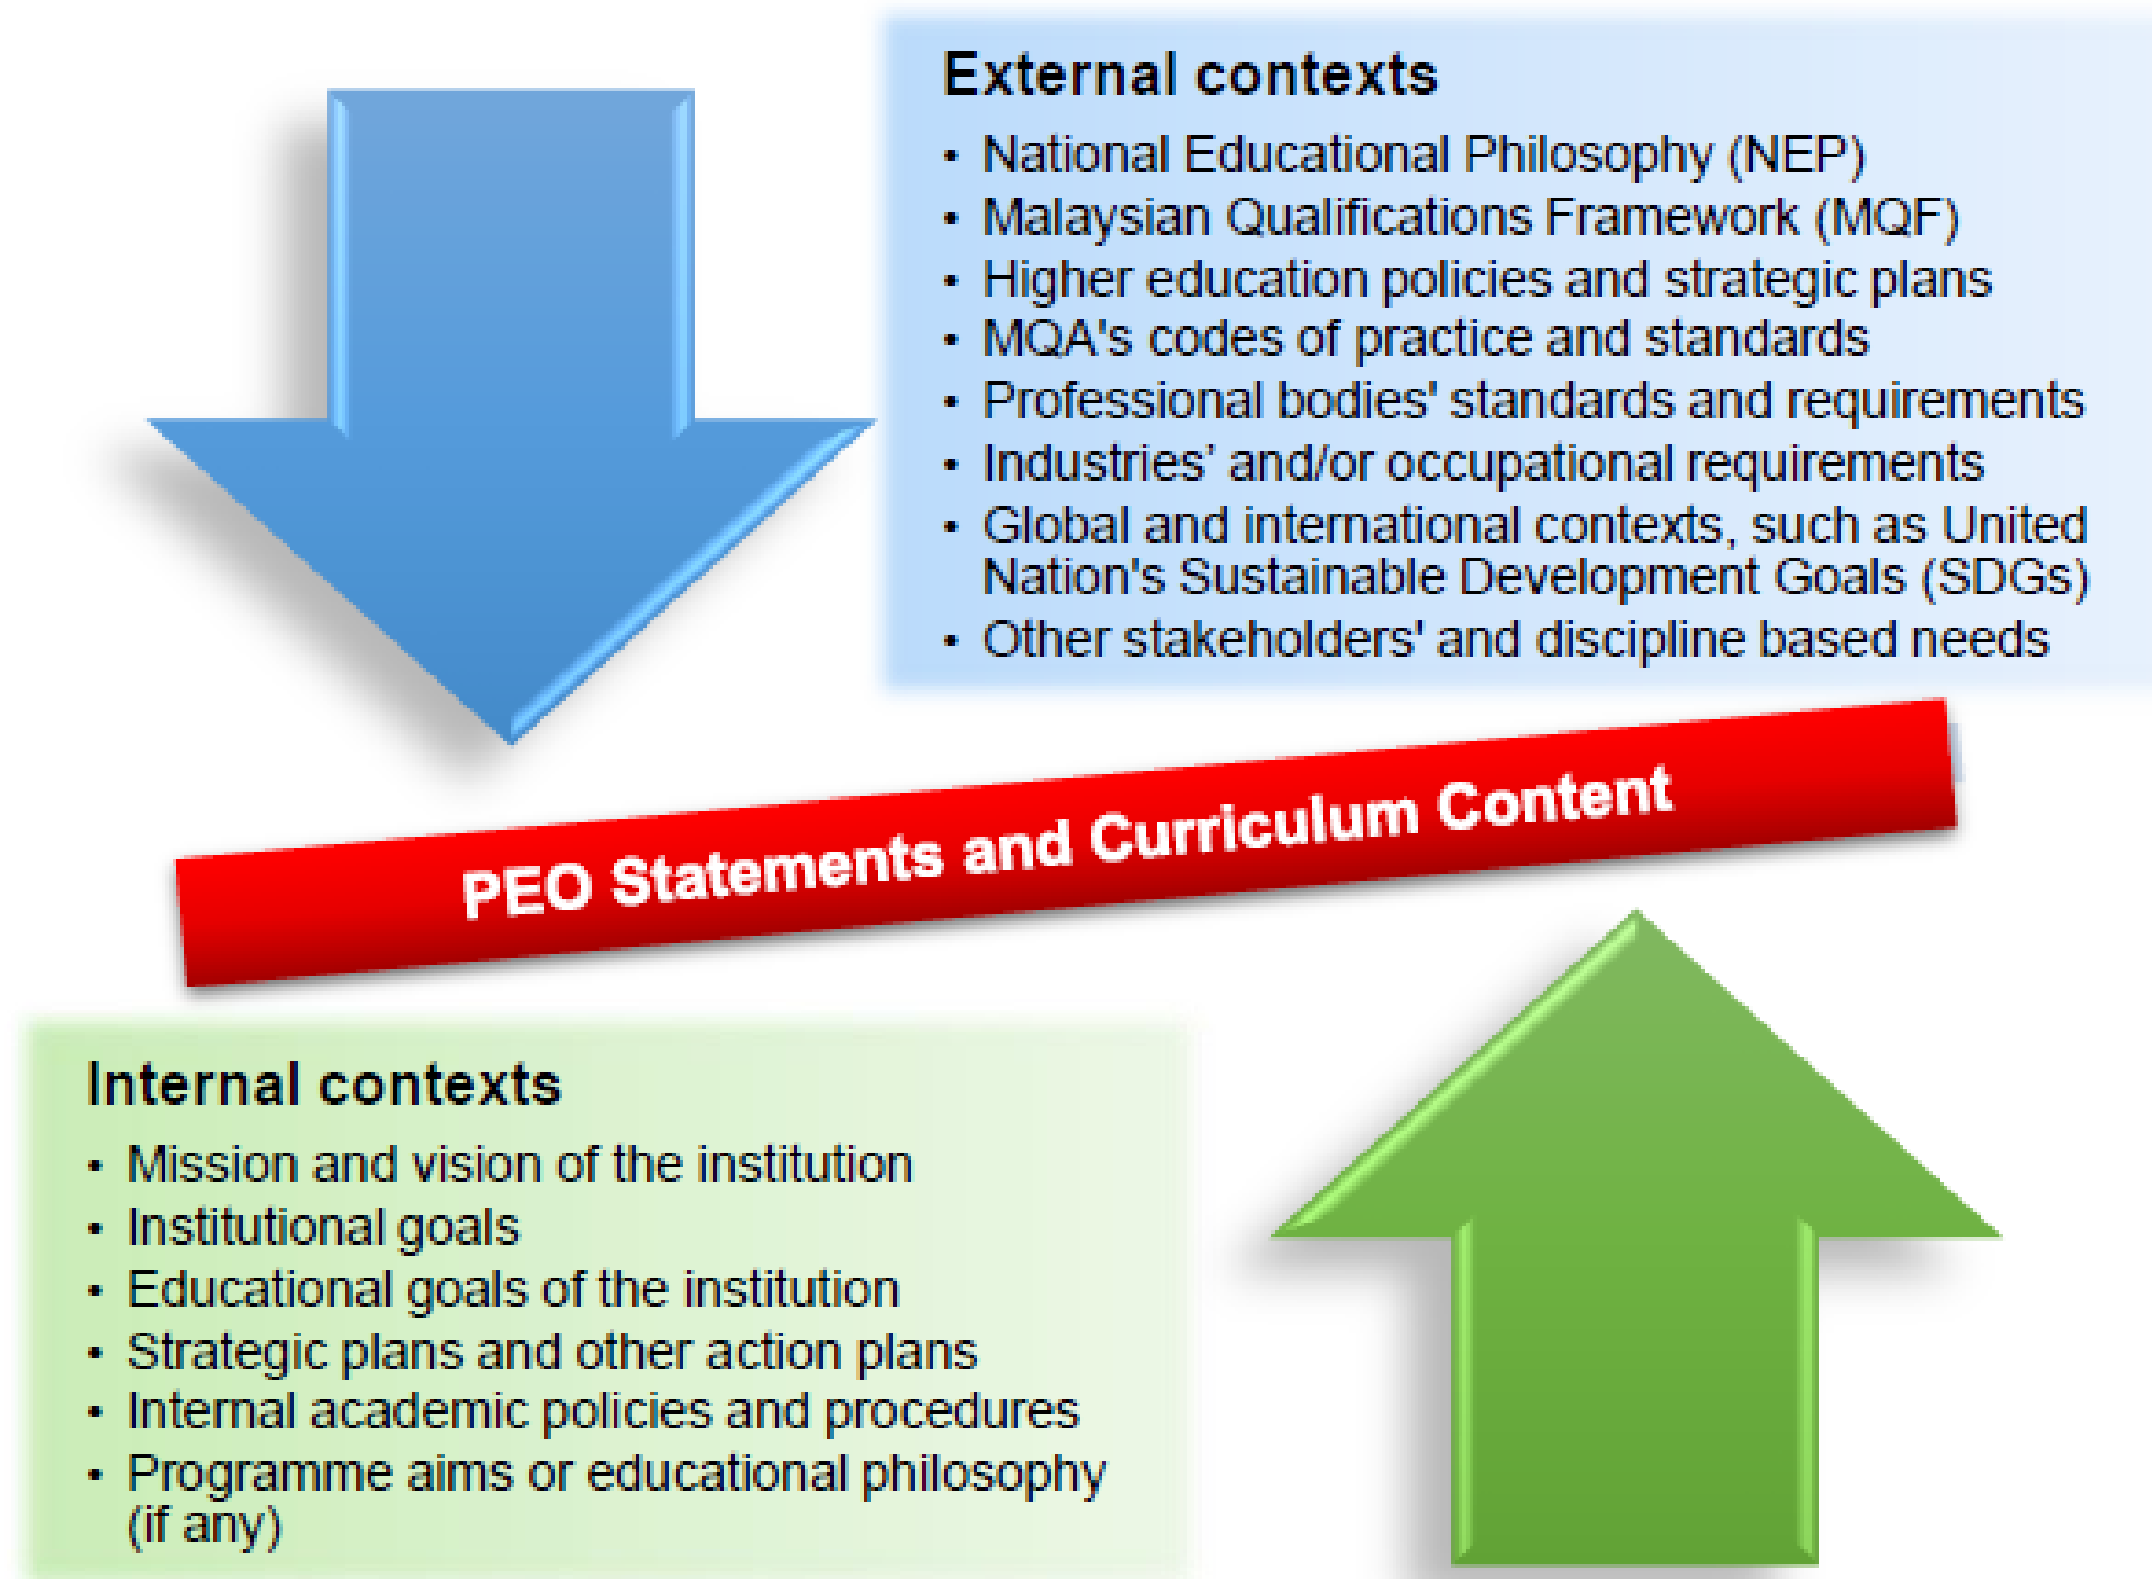 External contexts
• National Educational Philosophy (NEP)
• Malaysian Qualifications Framework (MQF)
• Higher education policies and strategic plans
• MQA's codes of practice and standards
• Professional bodies' standards and requirements
• Industries’ and/or occupational requirements
• Global and international contexts, such as United
Nation's Sustainable Development Goals (SDGs)
• Other stakeholders' and discipline based needs
PEO Statements and Curriculum Content
Internal contexts
• Mission and vision of the institution
• Institutional goals
• Educational goals of the institution
• Strategic plans and other action plans
• Internal academic policies and procedures
• Programme aims or educational philosophy
(if any)